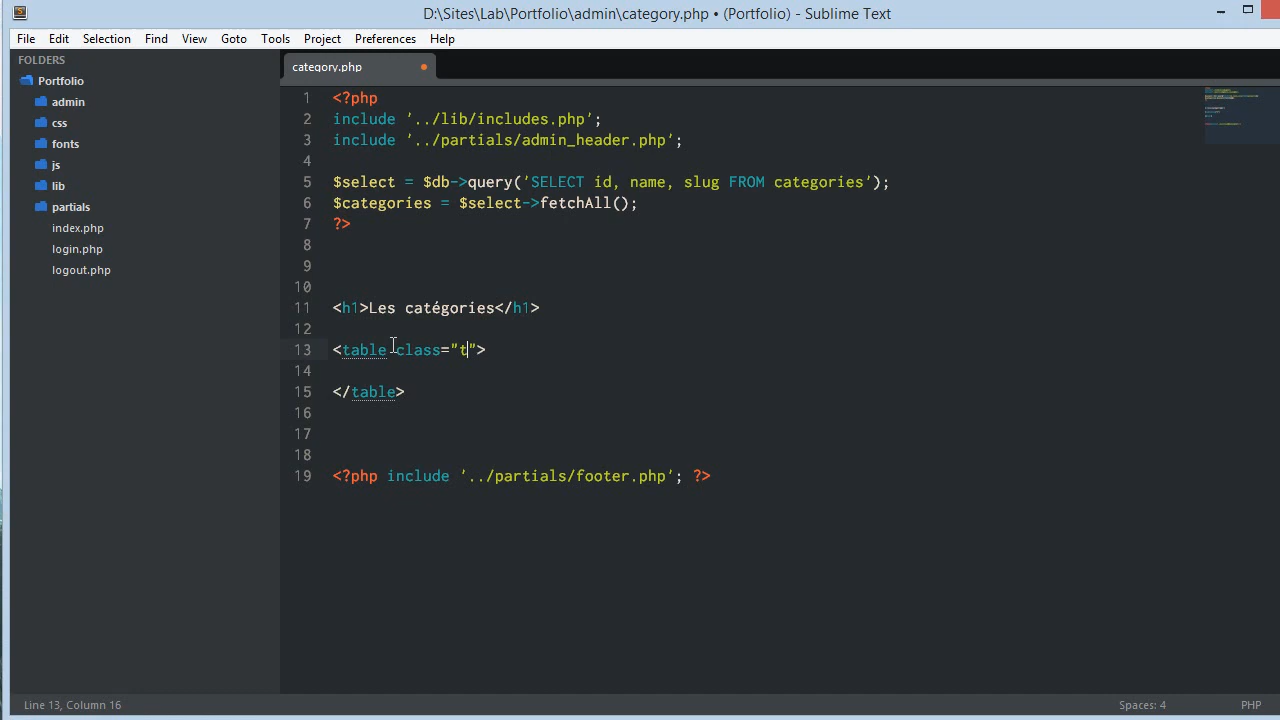 D:\Sites\Lab\Portfolio\admin\category.php • (Portfolio) - Sublime Text
File Edit Selection Find View Goto Tools Project Preferences Help
FOLDERS
Portfolio
admin
css
fonts
js
lib
partials
index.php
login.php
logout.php
category.php
1 <?php
2 include '../lib/includes.php';
3 include '../partials/admin_header.php';
4
5 $select = $db->query('SELECT id, name, slug FROM categories');
6 $categories = $select->fetchAll();
7 ?>
8
9
10
11 <h1>Les catégories</h1>
12
13 <table class="t">
14
15 </table>
16
17
18
19 <?php include '../partials/footer.php'; ?>
Line 13, Column 16
Spaces: 4
PHP